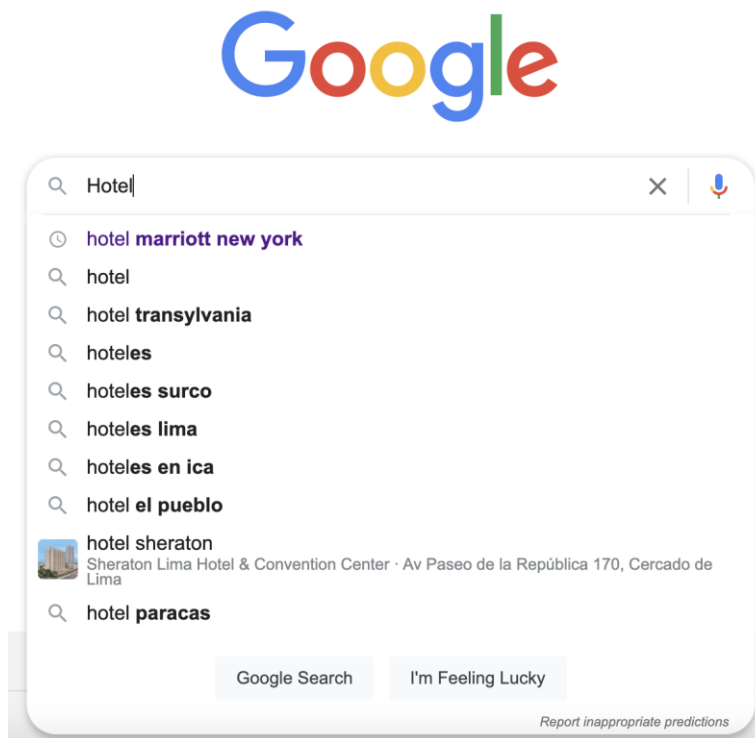 Google
Hotel
hotel marriott new york
hotel
hotel transylvania
hoteles
hoteles surco
hoteles lima
hoteles en ica
hotel el pueblo
hotel sheraton
Sheraton Lima Hotel & Convention Center · Av Paseo de la República 170, Cercado de
Lima
hotel paracas
Google Search
I'm Feeling Lucky
Report inappropriate predictions